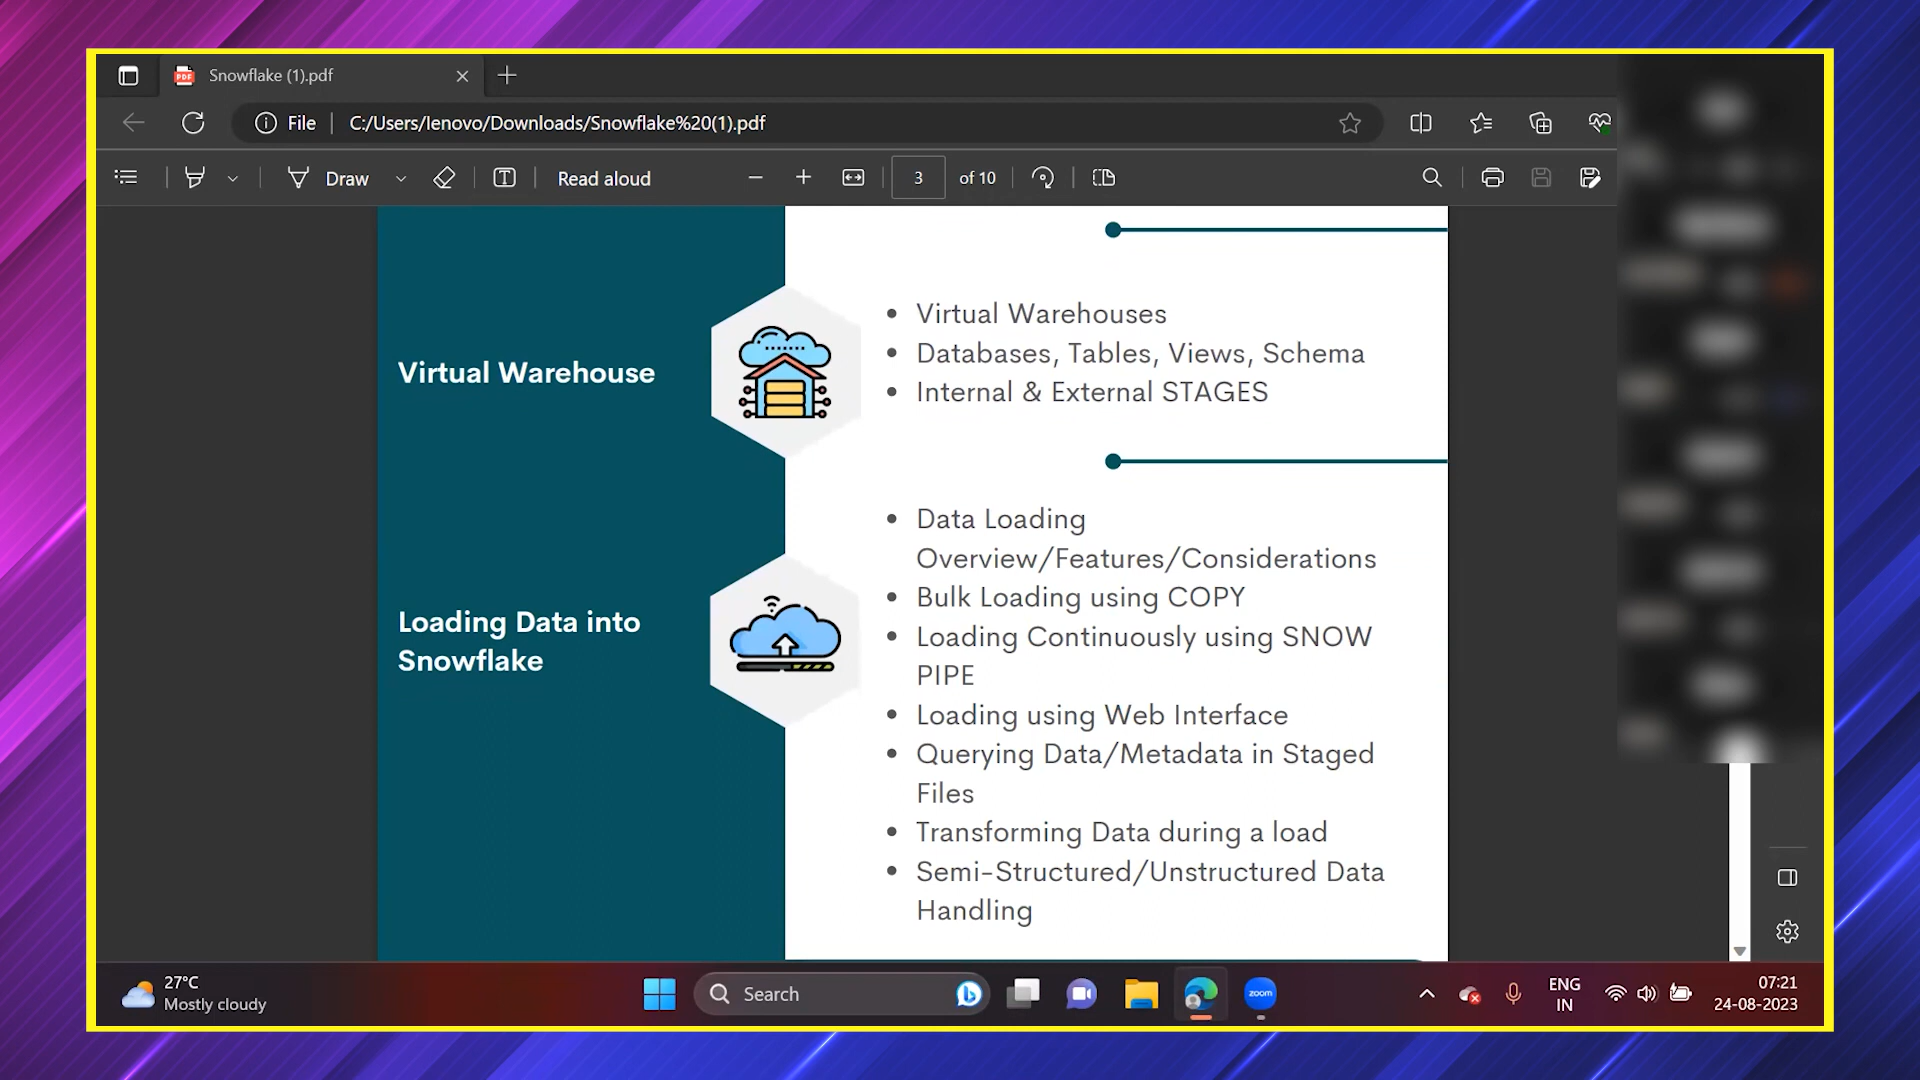 Snowflake (1).pdf
File
C:/Users/lenovo/Downloads/Snowflake%20(1).pdf
Draw
Read aloud
3
of 10
Virtual Warehouse
• Virtual Warehouses
• Databases, Tables, Views, Schema
• Internal & External STAGES
Loading Data into
Snowflake
• Data Loading
Overview/Features/Considerations
• Bulk Loading using COPY
• Loading Continuously using SNOW
PIPE
• Loading using Web Interface
• Querying Data/Metadata in Staged
Files
• Transforming Data during a load
• Semi-Structured/Unstructured Data
Handling
27°C
Mostly cloudy
Search
zoom
ENG
IN
07:21
24-08-2023